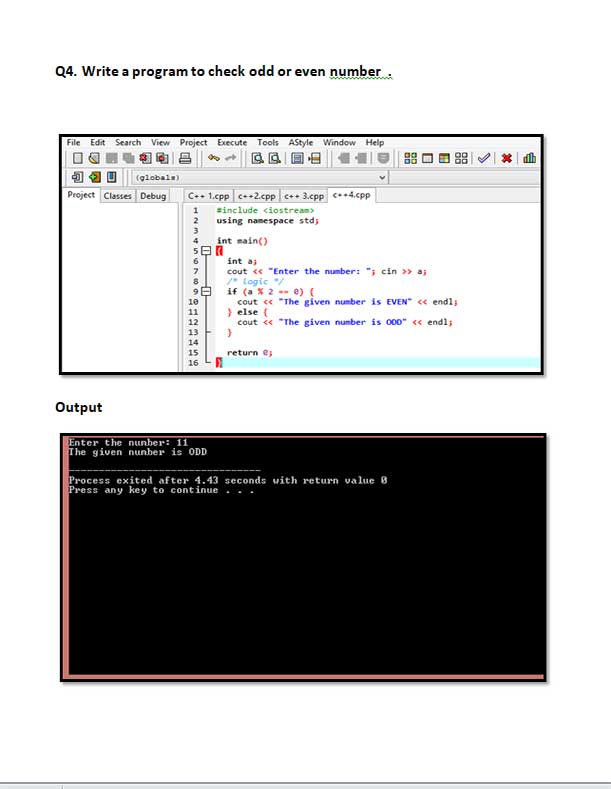 Q4. Write a program to check odd or even number .
File Edit Search View Project Execute Tools AStyle Window Help
(globals)
Project Classes Debug
C++ 1.cpp c++2.cpp c++ 3.cpp c++4.cpp
1 #include <iostream>
2 using namespace std;
3
4 int main()
5 {
6 int a;
7 cout << "Enter the number: "; cin >> a;
8 /* Logic */
9 if (a % 2 == 0) {
10 cout << "The given number is EVEN" << endl;
11 } else {
12 cout << "The given number is ODD" << endl;
13 }
14
15 return 0;
16 }
Output
Enter the number: 11
The given number is ODD
--------------------------------
Process exited after 4.43 seconds with return value 0
Press any key to continue . . .